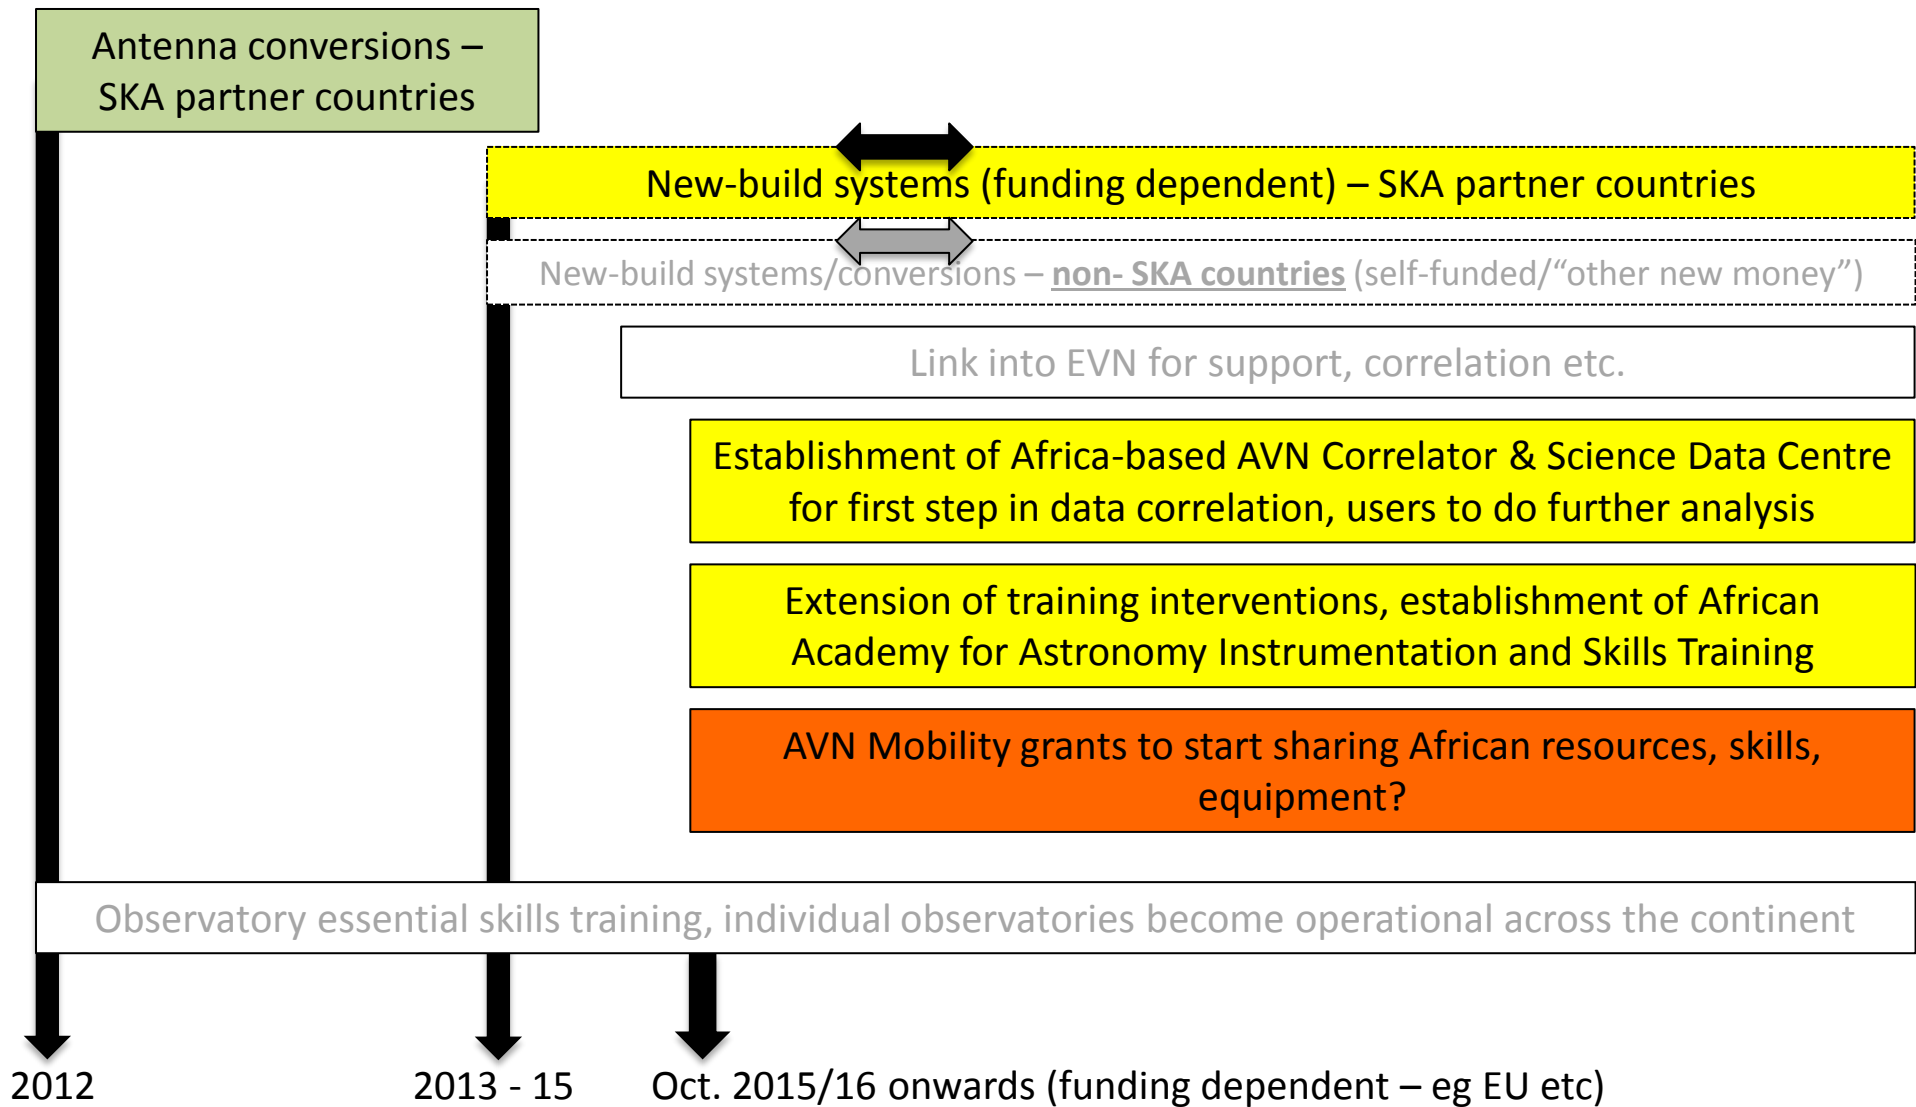 Antenna conversions –
SKA partner countries
New-build systems (funding dependent) – SKA partner countries
New-build systems/conversions – non- SKA countries (self-funded/“other new money”)
Link into EVN for support, correlation etc.
Establishment of Africa-based AVN Correlator & Science Data Centre
for first step in data correlation, users to do further analysis
Extension of training interventions, establishment of African
Academy for Astronomy Instrumentation and Skills Training
AVN Mobility grants to start sharing African resources, skills,
equipment?
Observatory essential skills training, individual observatories become operational across the continent
2012
2013 - 15
Oct. 2015/16 onwards (funding dependent – eg EU etc)